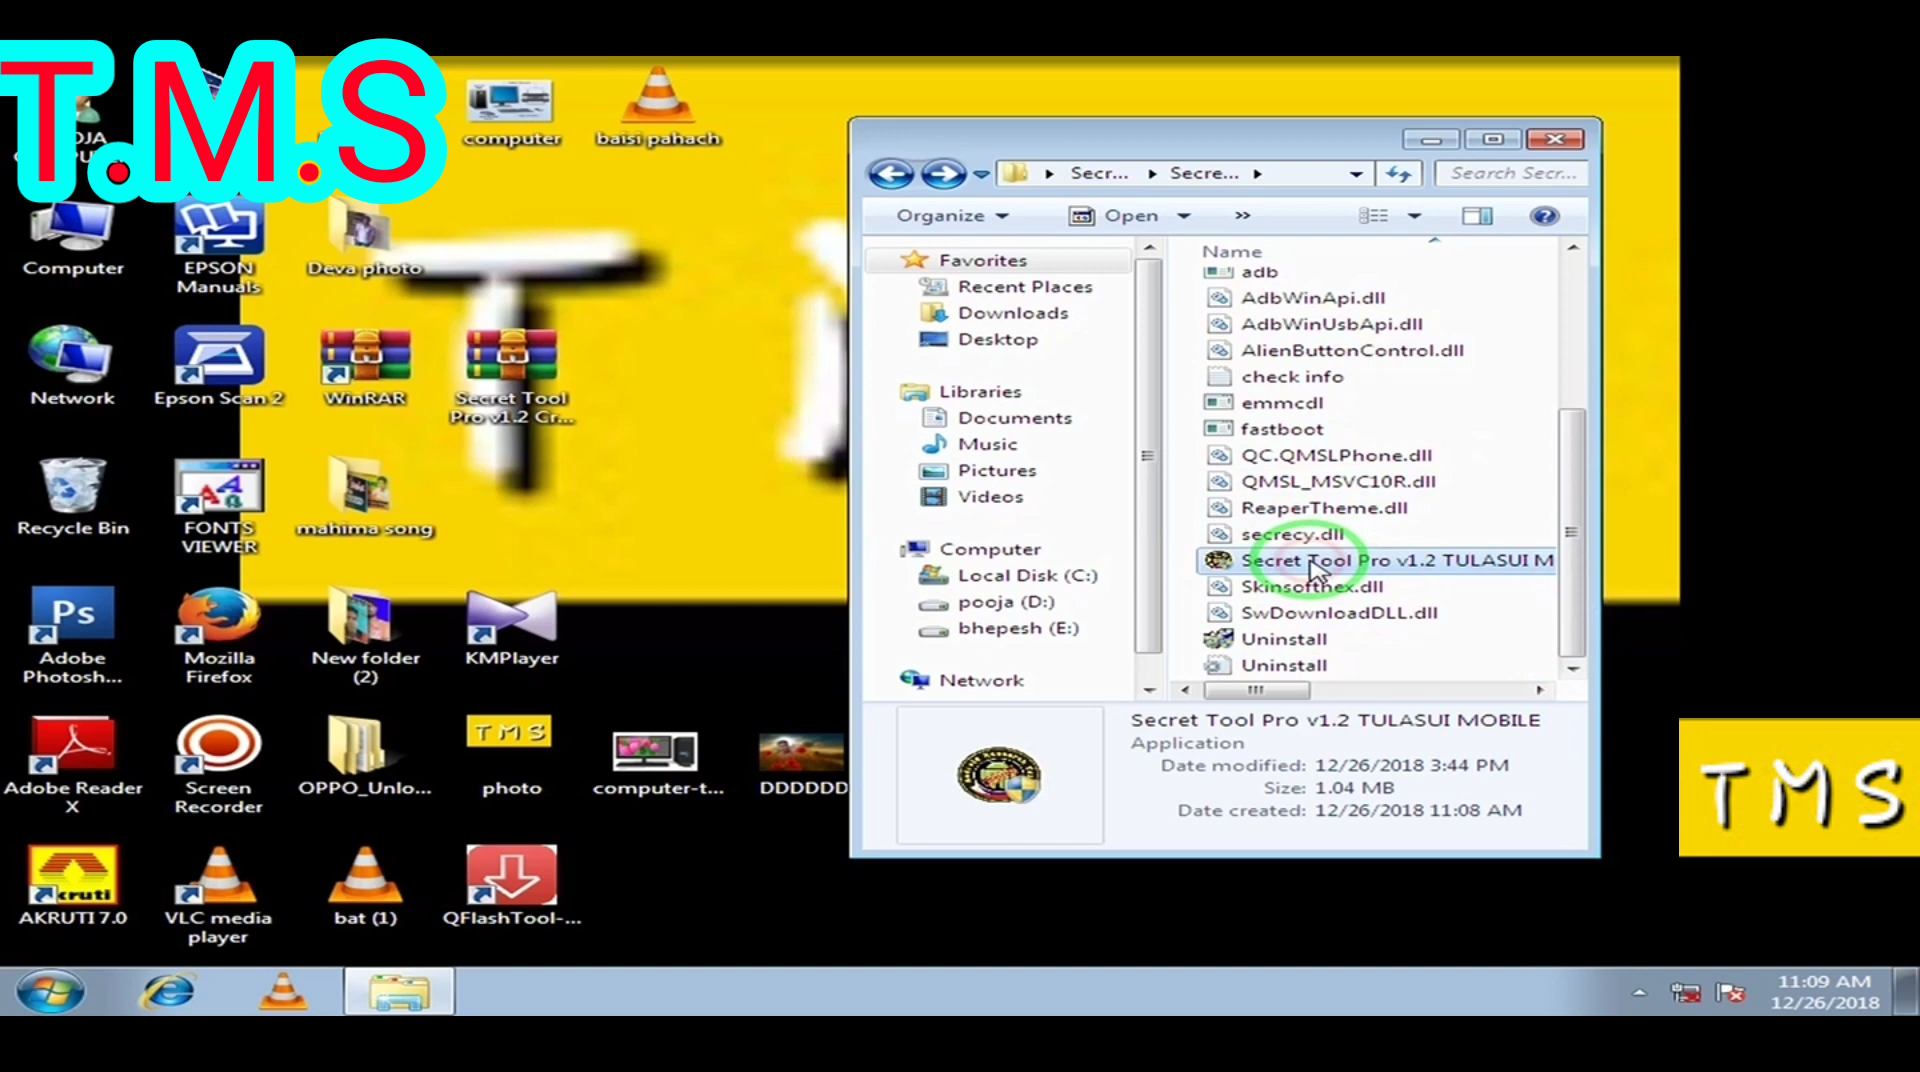 T.M.S
computer
baisi pahach
Computer
EPSON
Manuals
Deva photo
Network
Epson Scan 2
WinRAR
Secret Tool
Pro v1.2 Cr...
Recycle Bin
FONTS
VIEWER
mahima song
Ps
Adobe
Photosh...
Mozilla
Firefox
New folder
(2)
KMPlayer
Adobe Reader
X
Screen
Recorder
OPPO_Unlo...
TMS
photo
computer-t...
DDDDDD
AKRUTI 7.0
VLC media
player
bat (1)
QFlashTool-...
Secr...
Secre...
Search Secr...
Organize
Open
Name
Favorites
Recent Places
Downloads
Desktop
Libraries
Documents
Music
Pictures
Videos
Computer
Local Disk (C:)
pooja (D:)
bhepesh (E:)
Network
adb
AdbWinApi.dll
AdbWinUsbApi.dll
AlienButtonControl.dll
check info
emmcdl
fastboot
QC.QMSLPhone.dll
QMSL_MSVC10R.dll
ReaperTheme.dll
secrecy.dll
Secret Tool Pro v1.2 TULASUI M
Skinsofthex.dll
SwDownloadDLL.dll
Uninstall
Uninstall
Secret Tool Pro v1.2 TULASUI MOBILE
Application
Date modified: 12/26/2018 3:44 PM
Size: 1.04 MB
Date created: 12/26/2018 11:08 AM
TMS
11:09 AM
12/26/2018